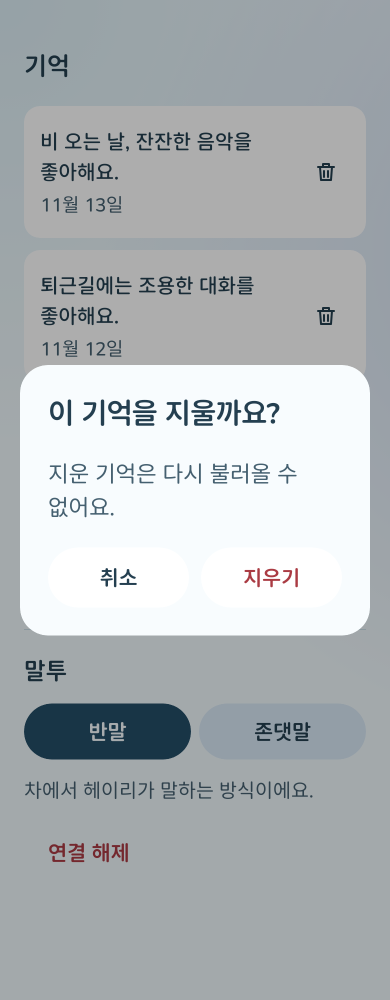 기억
비 오는 날, 잔잔한 음악을
좋아해요.
11월 13일
퇴근길에는 조용한 대화를
좋아해요.
11월 12일
이 기억을 지울까요?
지운 기억은 다시 불러올 수
없어요.
취소
지우기
말투
반말
존댓말
차에서 헤이리가 말하는 방식이에요.
연결 해제